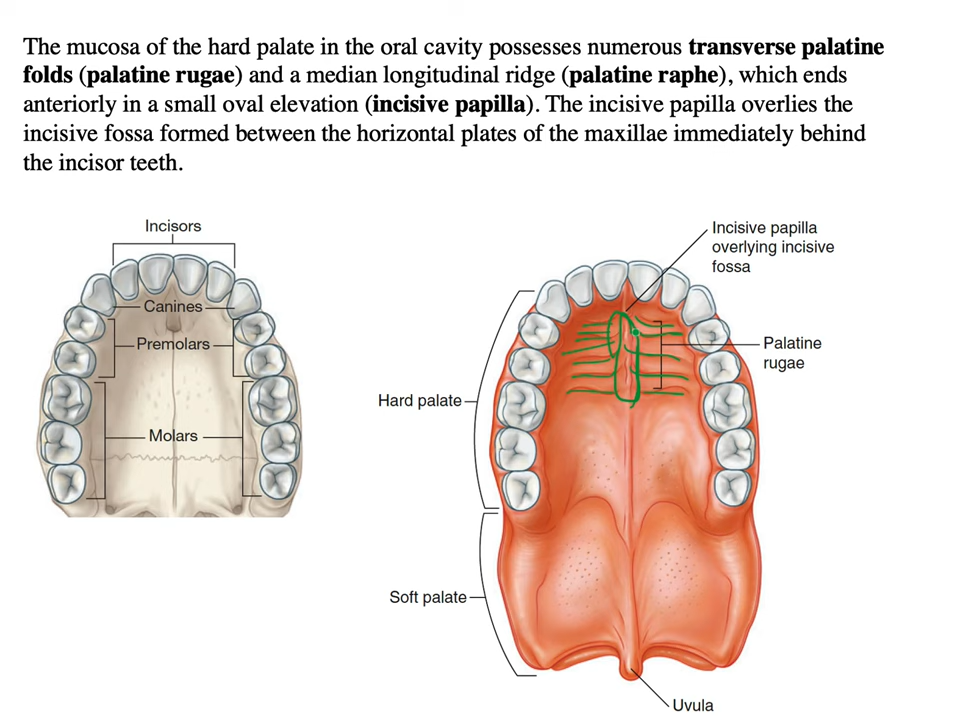 The mucosa of the hard palate in the oral cavity possesses numerous transverse palatine
folds (palatine rugae) and a median longitudinal ridge (palatine raphe), which ends
anteriorly in a small oval elevation (incisive papilla). The incisive papilla overlies the
incisive fossa formed between the horizontal plates of the maxillae immediately behind
the incisor teeth.
Incisors
Canines
Premolars
Molars
Incisive papilla
overlying incisive
fossa
Palatine
rugae
Hard palate
Soft palate
Uvula